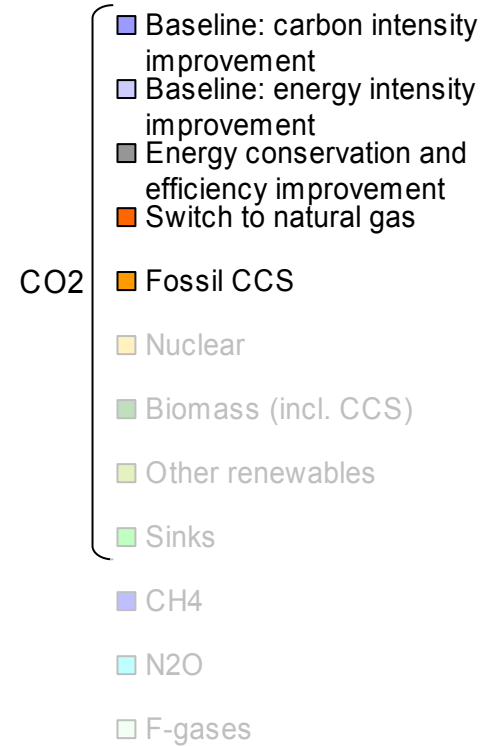 Baseline: carbon intensity
improvement
Baseline: energy intensity
improvement
Energy conservation and
efficiency improvement
Switch to natural gas
CO2
Fossil CCS
Nuclear
Biomass (incl. CCS)
Other renewables
Sinks
CH4
N2O
F-gases